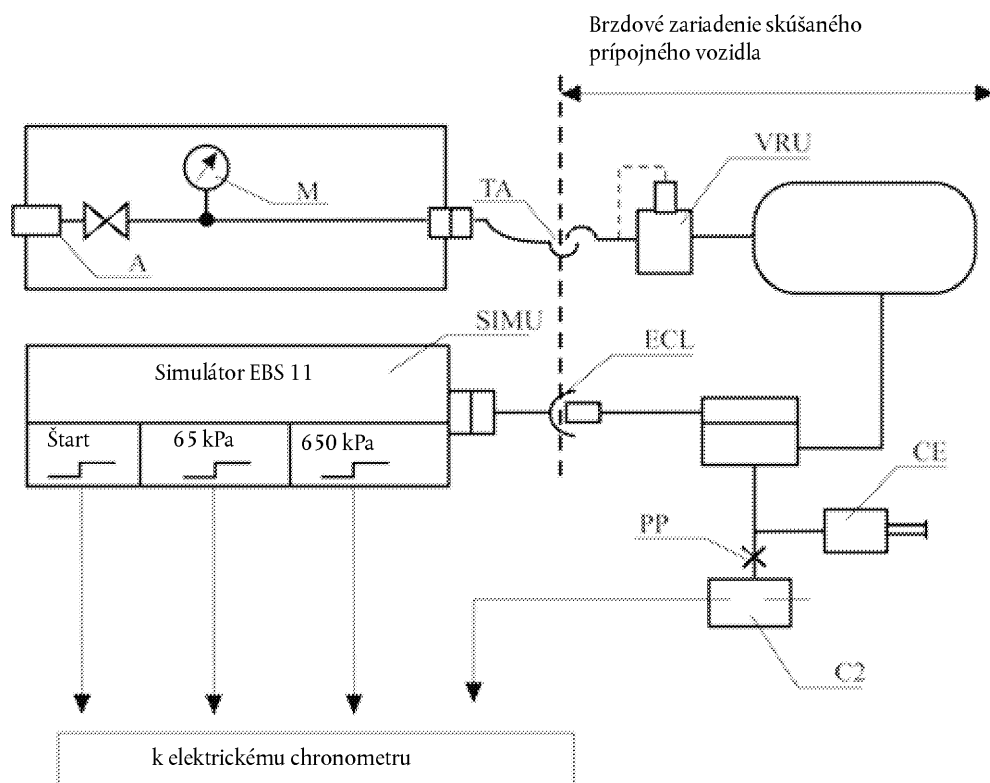 Brzdové zariadenie skúšaného
prípojného vozidla
VRU
M
TA
A
SIMU
ECL
Simulátor EBS 11
Štart
65 kPa
650 kPa
CE
PP
C2
k elektrickému chronometru